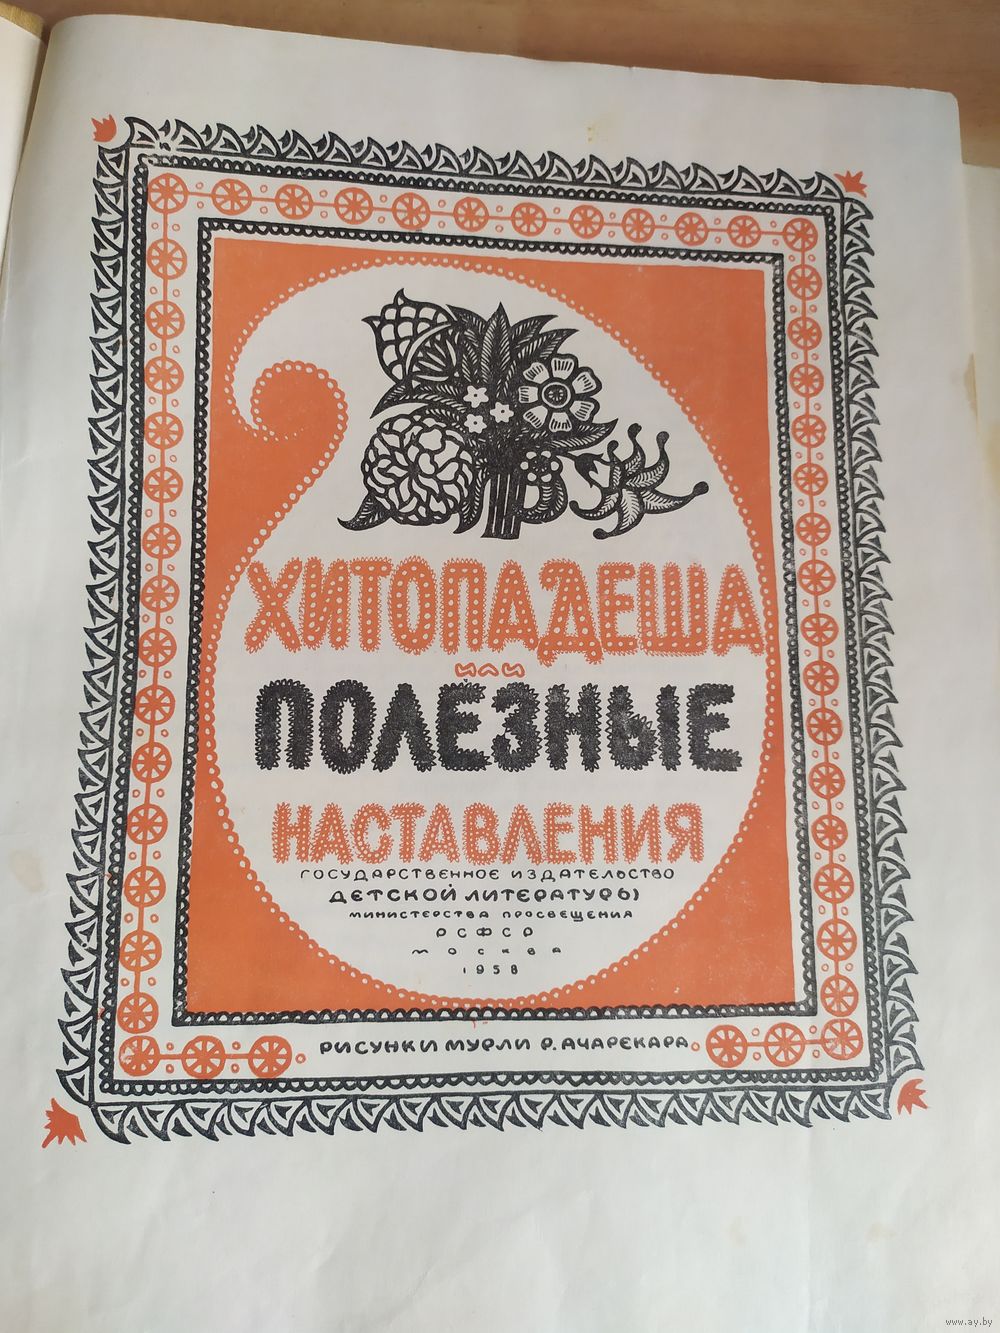 ХИТОПАДЕША
ИЛИ
ПОЛЕЗНЫЕ
НАСТАВЛЕНИЯ
ГОСУДАРСТВЕННОЕ ИЗДАТЕЛЬСТВО
ДЕТСКОЙ ЛИТЕРАТУРЫ
МИНИСТЕРСТВА ПРОСВЕЩЕНИЯ
РСФСР
МОСКВА
1958
РИСУНКИ МУРЛИ Р. АЧАРЕКАРА
www.ay.by